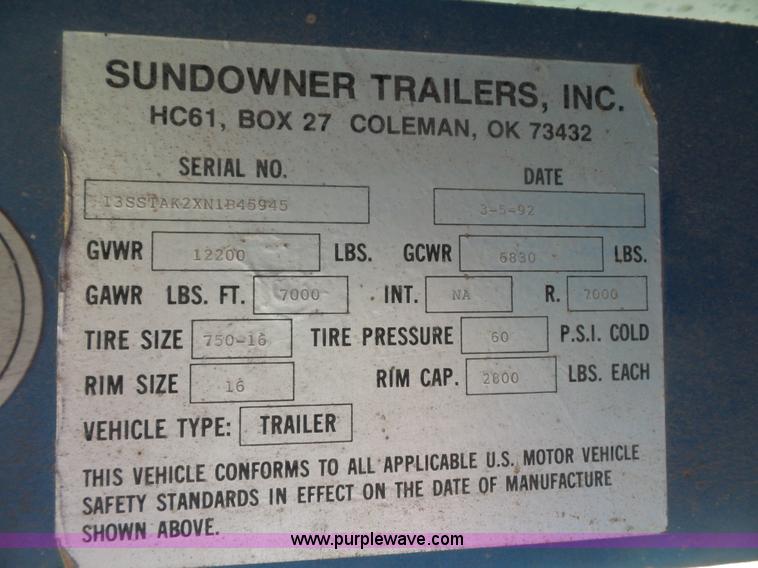 SUNDOWNER TRAILERS, INC.
HC61, BOX 27 COLEMAN, OK 73432
SERIAL NO. DATE
13SSTAK2XN1B45945 3-5-92
GVWR 12200 LBS. GCWR 6830 LBS.
GAWR LBS. FT. 7000 INT. NA R. 7000
TIRE SIZE 750-16 TIRE PRESSURE 60 P.S.I. COLD
RIM SIZE 16 RIM CAP. 2800 LBS. EACH
VEHICLE TYPE: TRAILER
THIS VEHICLE CONFORMS TO ALL APPLICABLE U.S. MOTOR VEHICLE
SAFETY STANDARDS IN EFFECT ON THE DATE OF MANUFACTURE
SHOWN ABOVE.
www.purplewave.com